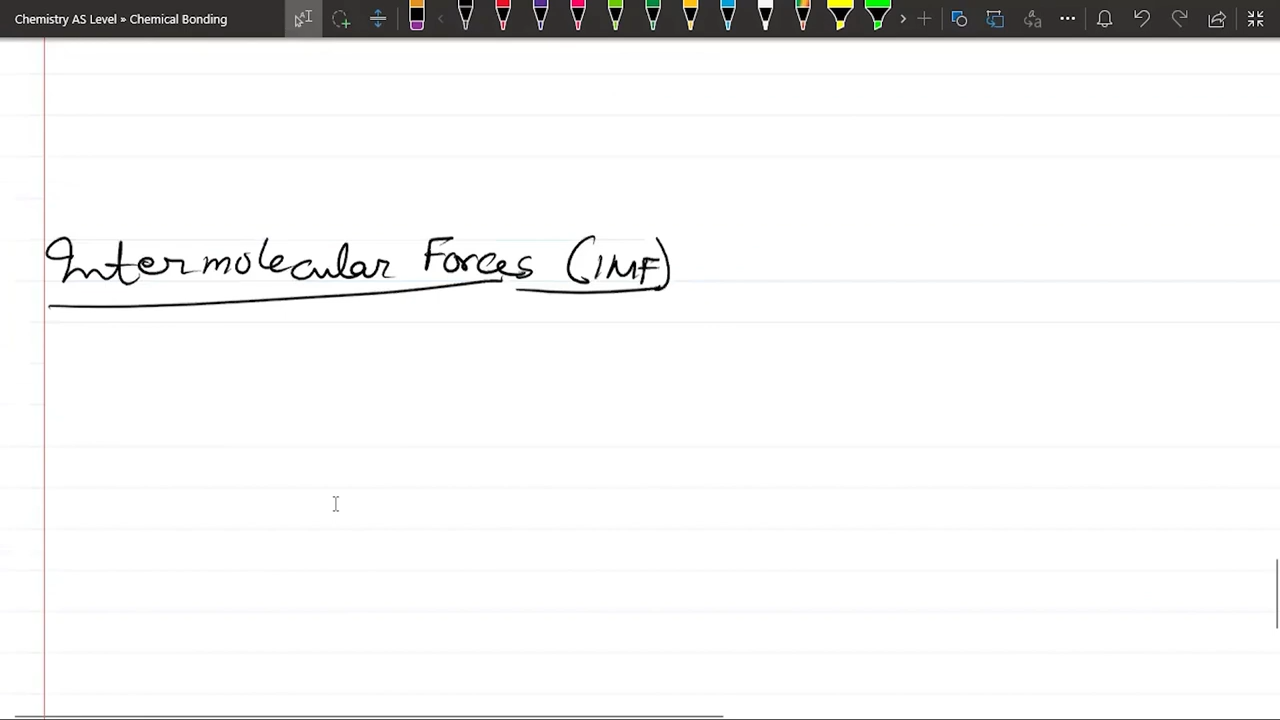 Chemistry AS Level » Chemical Bonding
Intermolecular Forces (IMF)